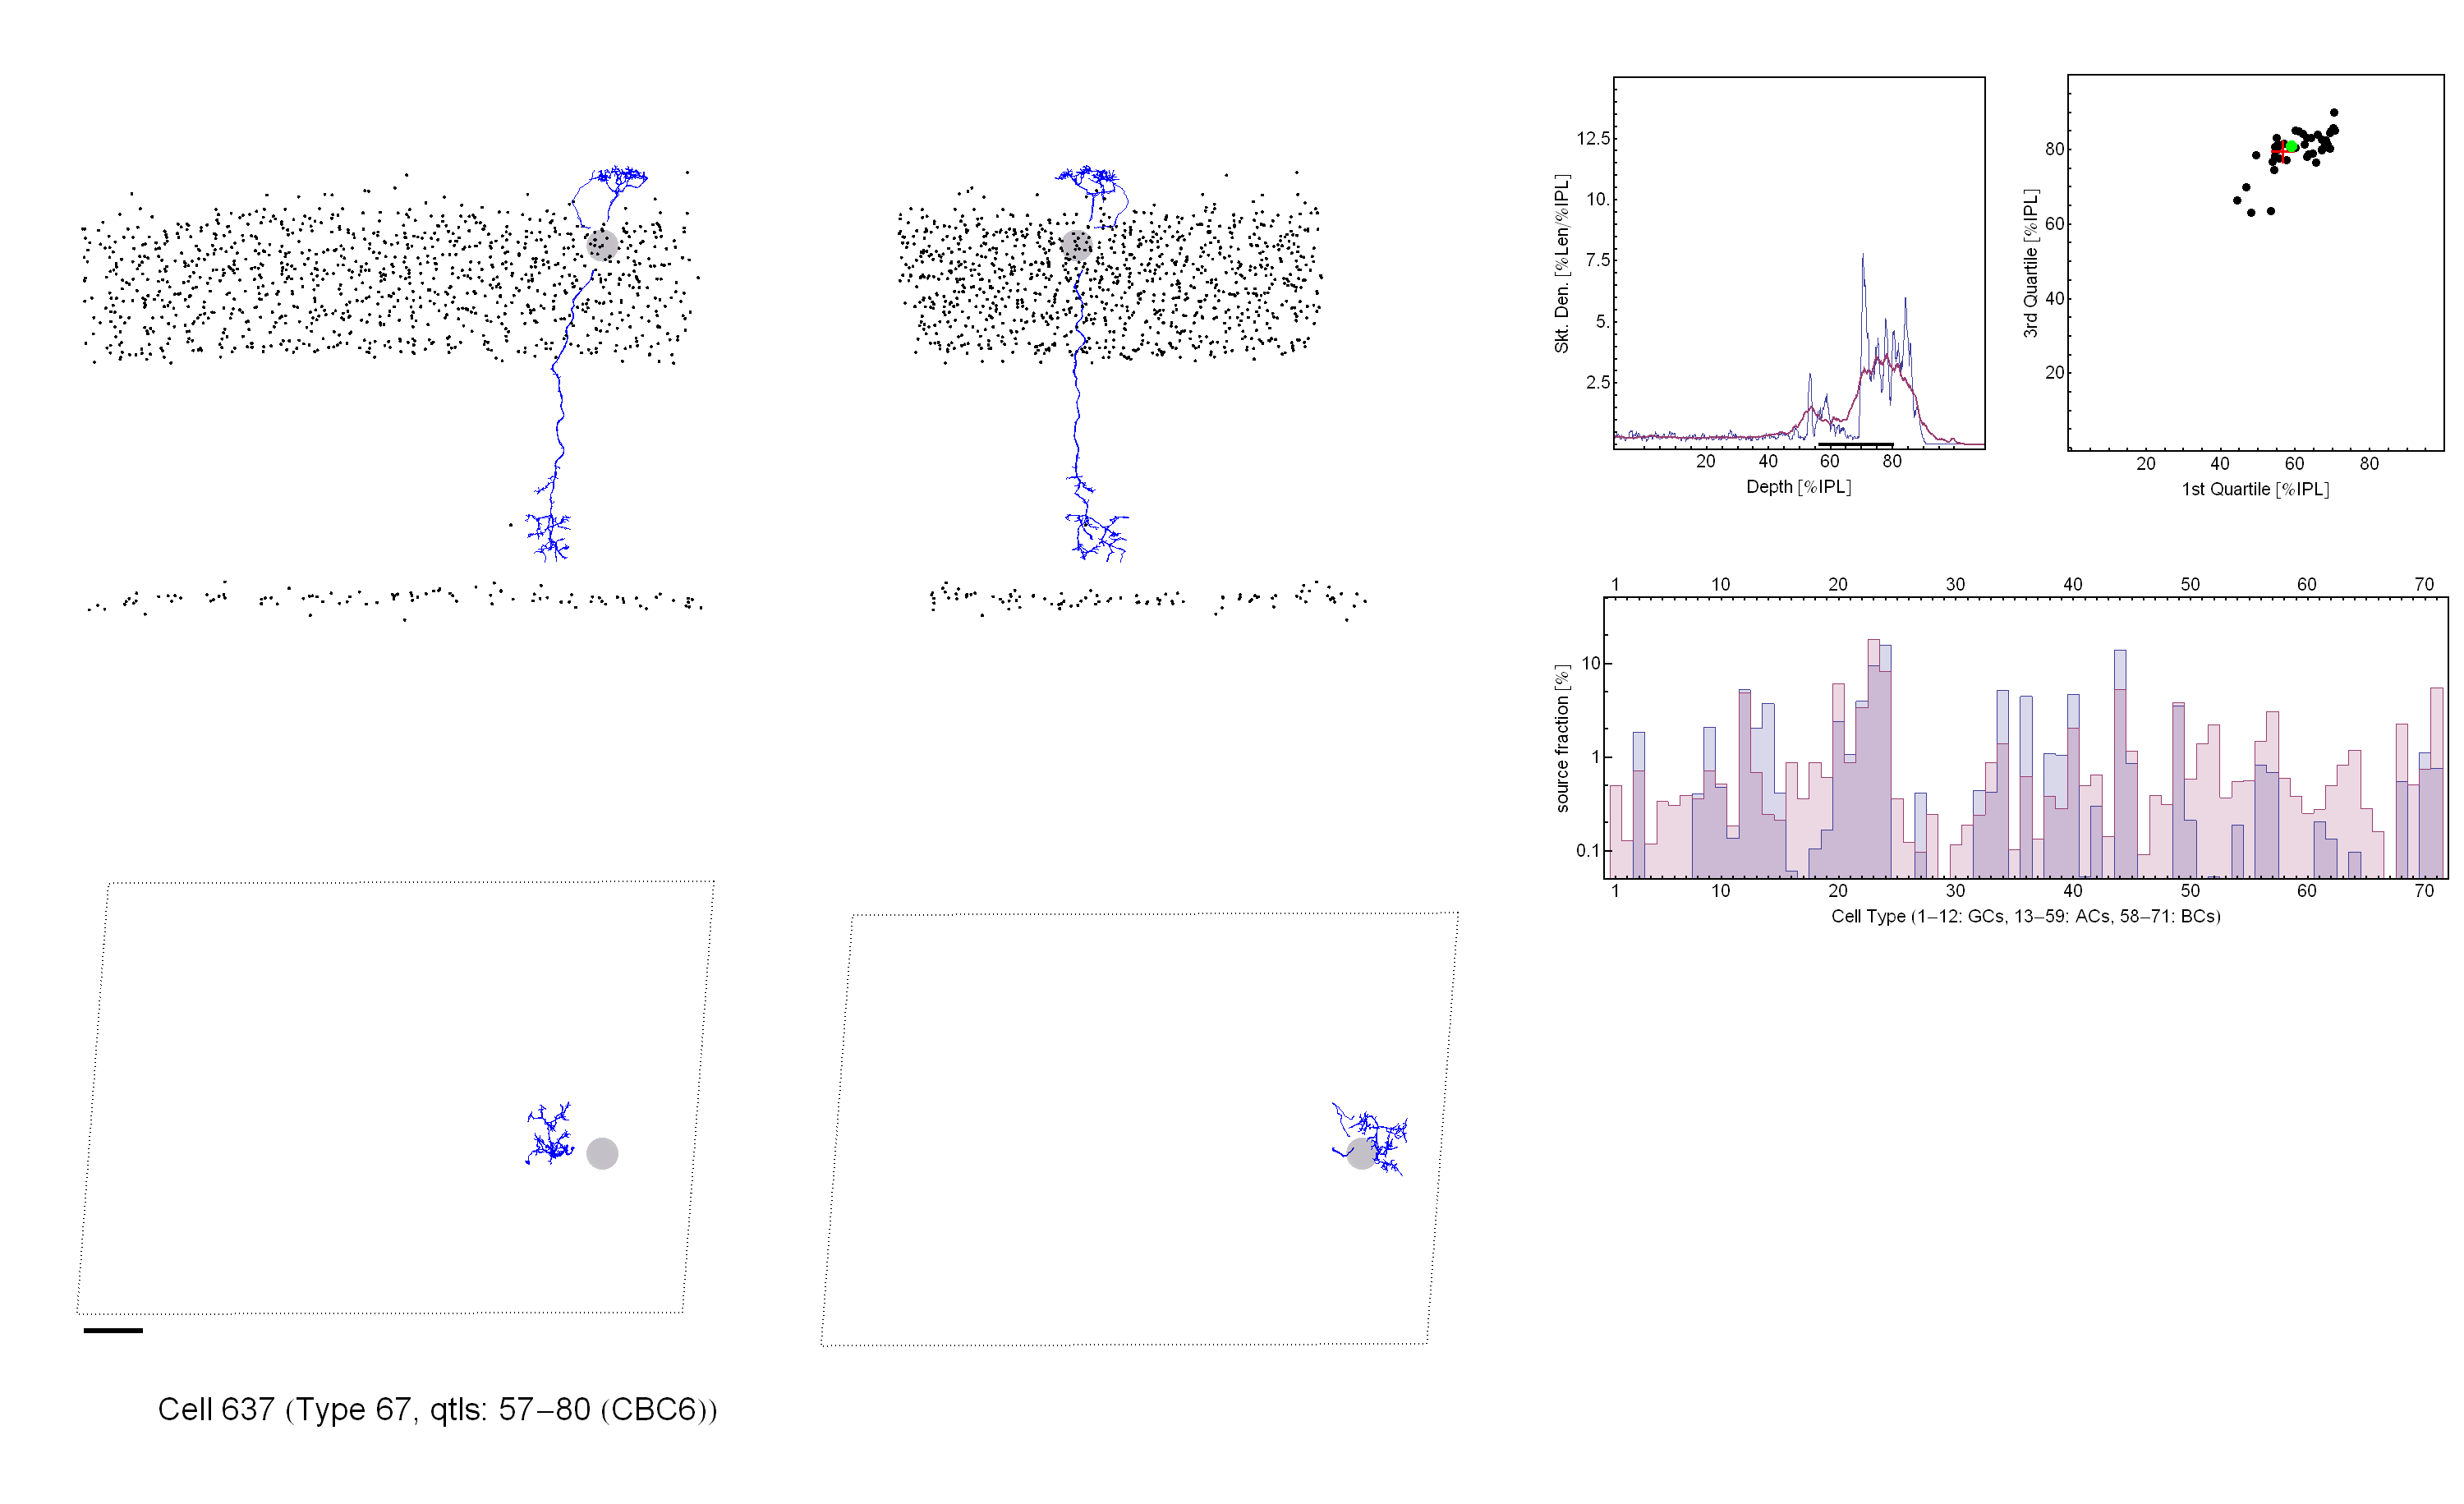 12.5
10.
7.5
5.
2.5
Skt. Den. [%Len/%IPL]
20 40 60 80
Depth [%IPL]
80
60
40
20
3rd Quartile [%IPL]
20 40 60 80
1st Quartile [%IPL]
1 10 20 30 40 50 60 70
10
1
0.1
source fraction [%]
1 10 20 30 40 50 60 70
Cell Type (1–12: GCs, 13–59: ACs, 58–71: BCs)
Cell 637 (Type 67, qtls: 57–80 (CBC6))